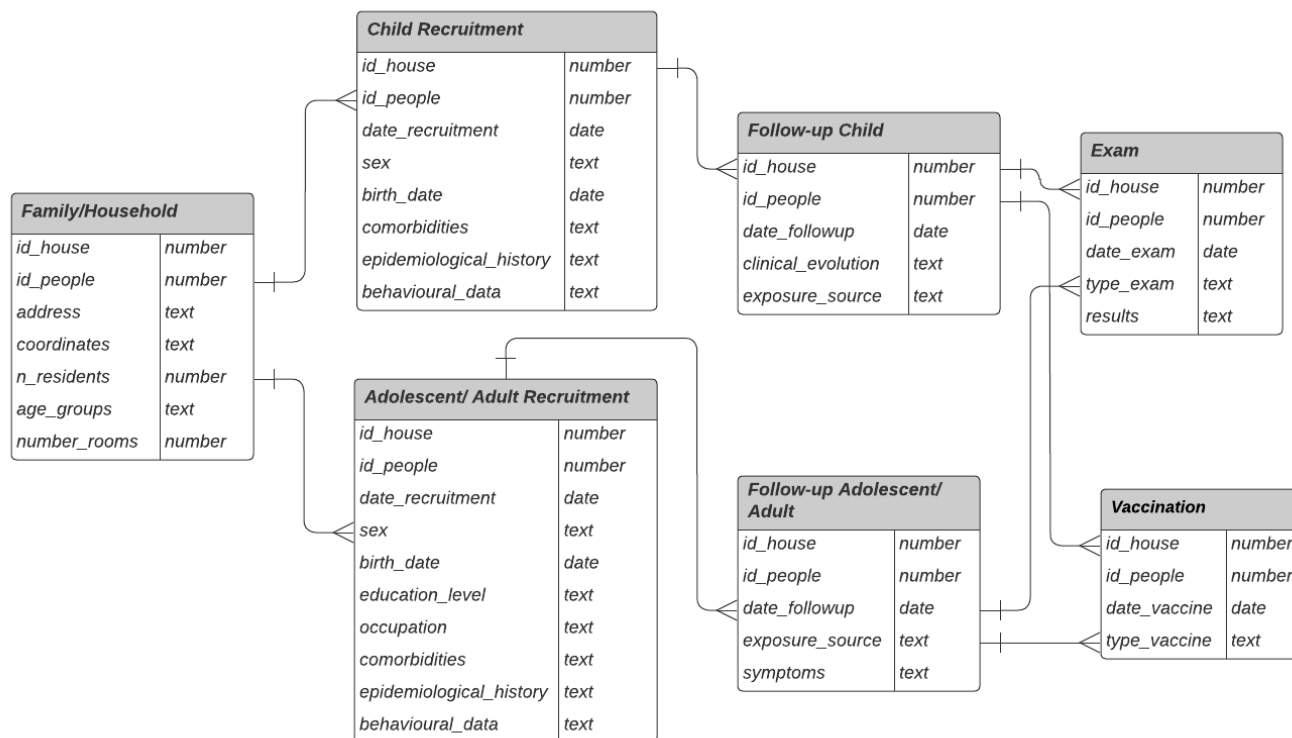 Child Recruitment
id_house number
id_people number
date_recruitment date
sex text
birth_date date
comorbidities text
epidemiological_history text
behavioural_data text
Follow-up Child
id_house number
id_people number
date_followup date
clinical_evolution text
exposure_source text
Exam
id_house number
id_people number
date_exam date
type_exam text
results text
Family/Household
id_house number
id_people number
address text
coordinates text
n_residents number
age_groups text
number_rooms number
Adolescent/ Adult Recruitment
id_house number
id_people number
date_recruitment date
sex text
birth_date date
education_level text
occupation text
comorbidities text
epidemiological_history text
behavioural_data text
Follow-up Adolescent/
Adult
id_house number
id_people number
date_followup date
exposure_source text
symptoms text
Vaccination
id_house number
id_people number
date_vaccine date
type_vaccine text